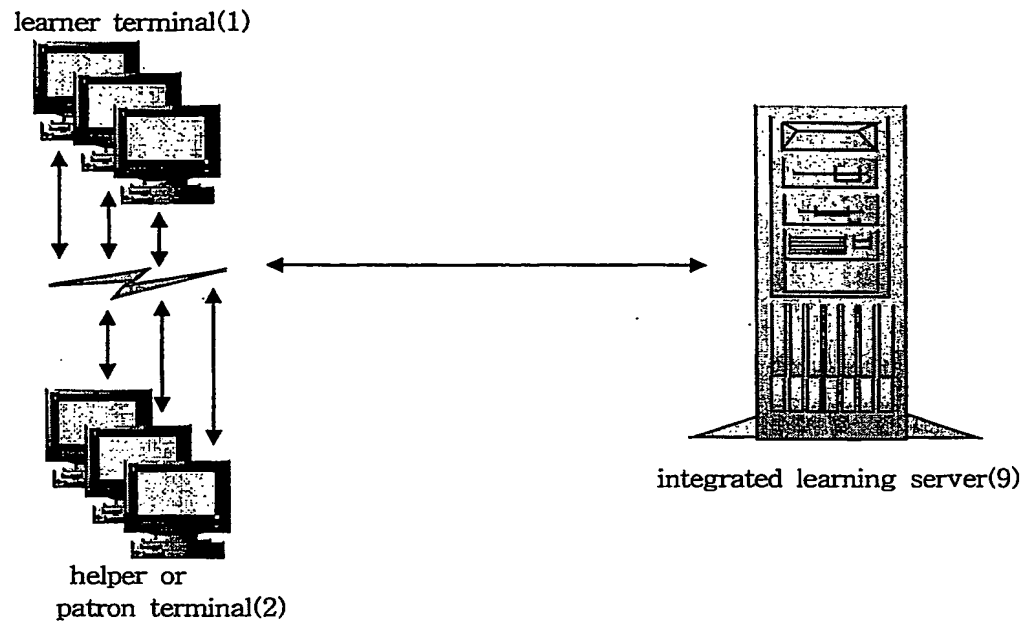 learner terminal(1)
helper or
patron terminal(2)
integrated learning server(9)